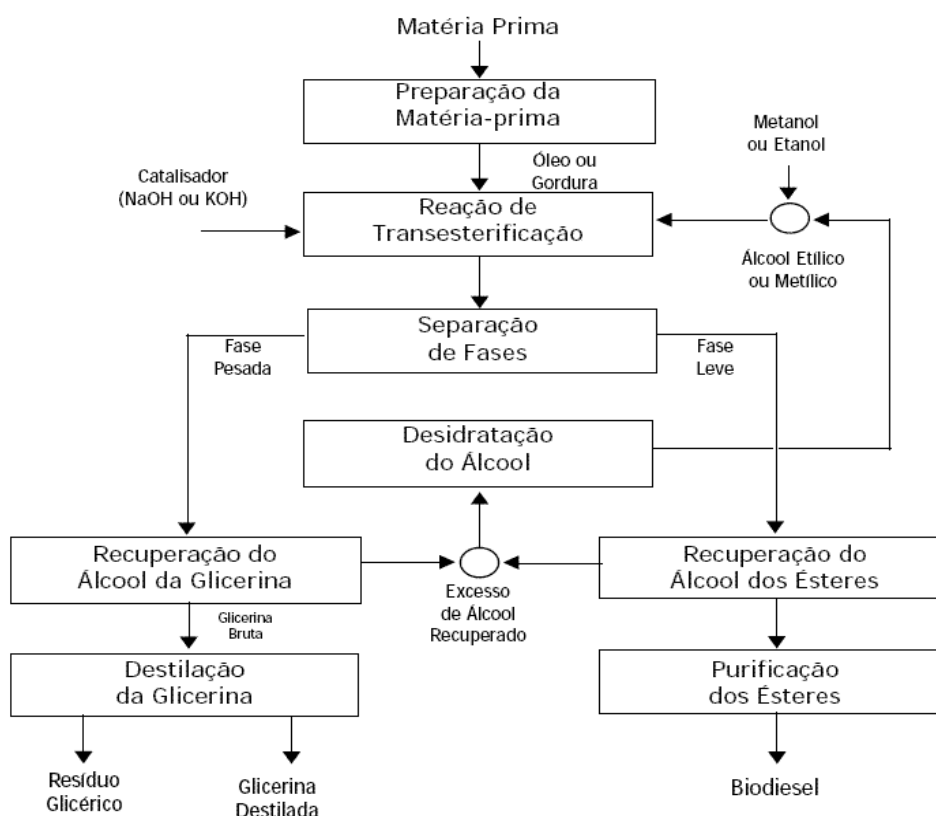 Matéria Prima
Preparação da
Matéria-prima
Metanol
ou Etanol
Óleo ou
Gordura
Catalisador
(NaOH ou KOH)
Reação de
Transesterificação
Álcool Etílico
ou Metílico
Separação
de Fases
Fase
Pesada
Fase
Leve
Desidratação
do Álcool
Recuperação do
Álcool da Glicerina
Excesso
de Álcool
Recuperado
Recuperação do
Álcool dos Ésteres
Glicerina
Bruta
Destilação
da Glicerina
Purificação
dos Ésteres
Resíduo
Glicérico
Glicerina
Destilada
Biodiesel